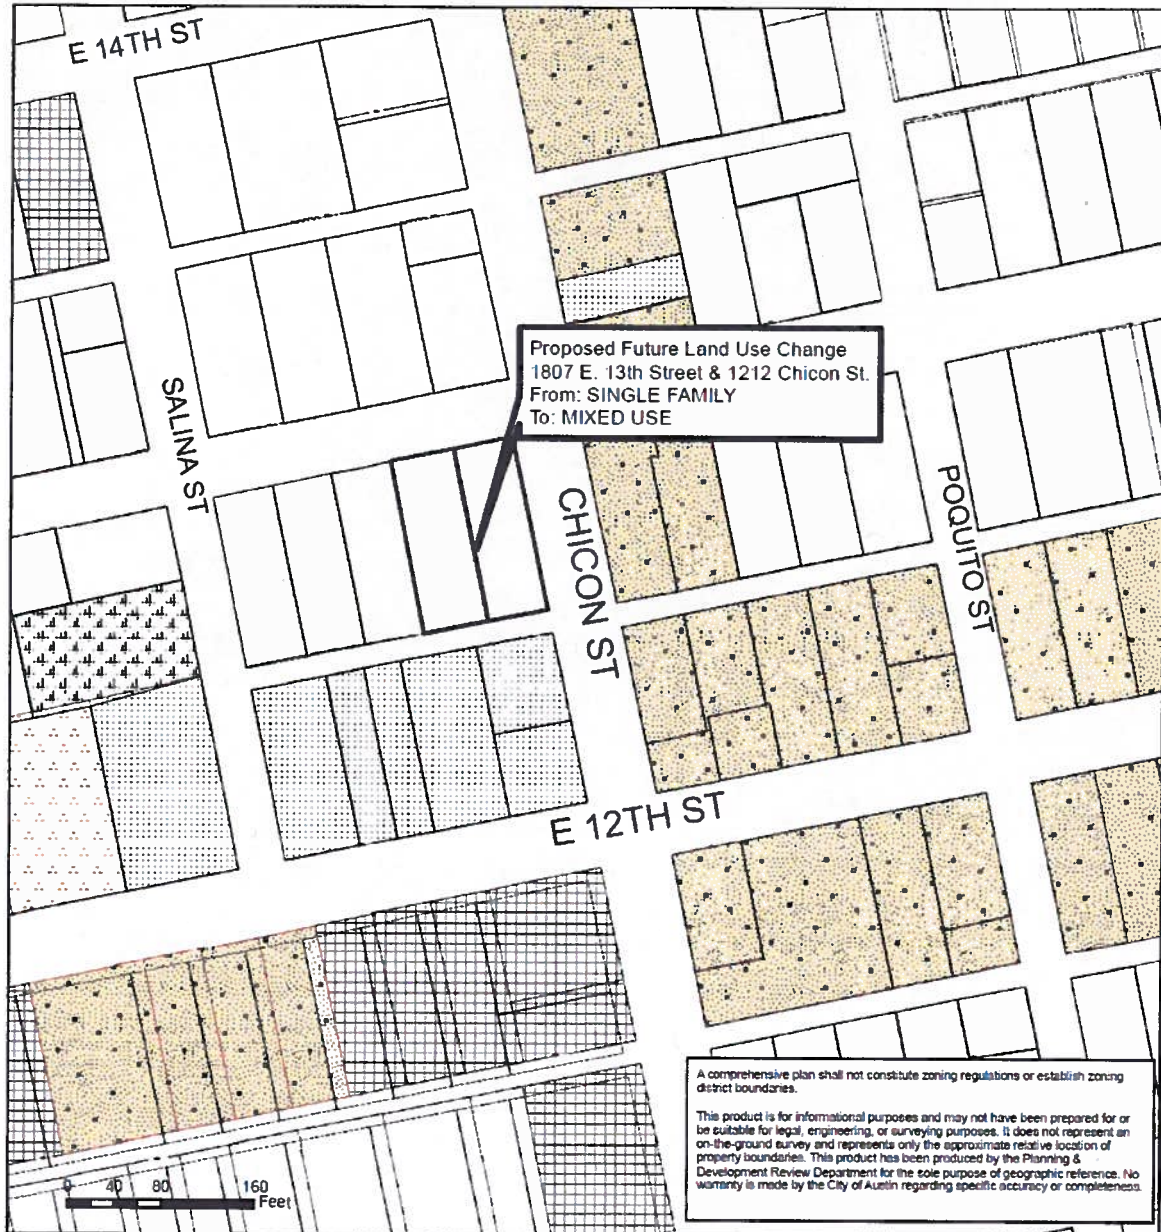 E 14TH ST
Proposed Future Land Use Change
1807 E. 13th Street & 1212 Chicon St.
From: SINGLE FAMILY
To: MIXED USE
SALINA ST
CHICON ST
POQUITO ST
E 12TH ST
A comprehensive plan shall not constitute zoning regulations or establish zoning
district boundaries.
This product is for informational purposes and may not have been prepared for or
be suitable for legal, engineering, or surveying purposes. It does not represent an
on-the-ground survey and represents only the approximate relative location of
property boundaries. This product has been produced by the Planning &
Development Review Department for the sole purpose of geographic reference. No
warranty is made by the City of Austin regarding specific accuracy or completeness.
0 40 80 160
Feet